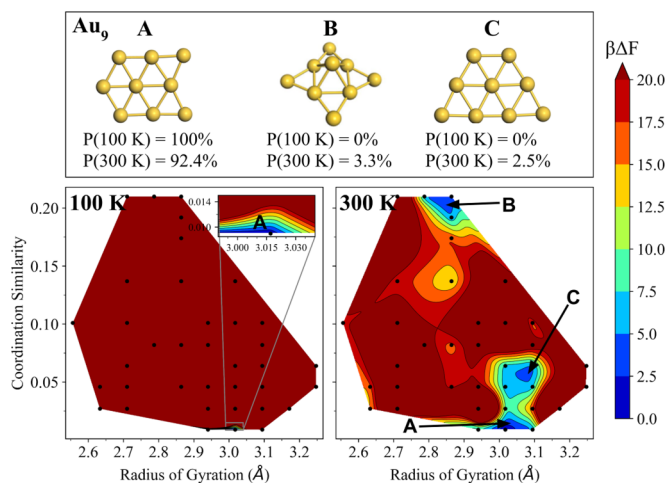 Au9 A B C
P(100 K) = 100% P(100 K) = 0% P(100 K) = 0%
P(300 K) = 92.4% P(300 K) = 3.3% P(300 K) = 2.5%
βΔF
20.0
17.5
15.0
12.5
10.0
7.5
5.0
2.5
0.0
Coordination Similarity
0.20
0.15
0.10
0.05
100 K
0.014
0.010
A
3.000 3.015 3.030
2.6 2.7 2.8 2.9 3.0 3.1 3.2
Radius of Gyration (Å)
300 K
B
C
A
2.6 2.7 2.8 2.9 3.0 3.1 3.2
Radius of Gyration (Å)